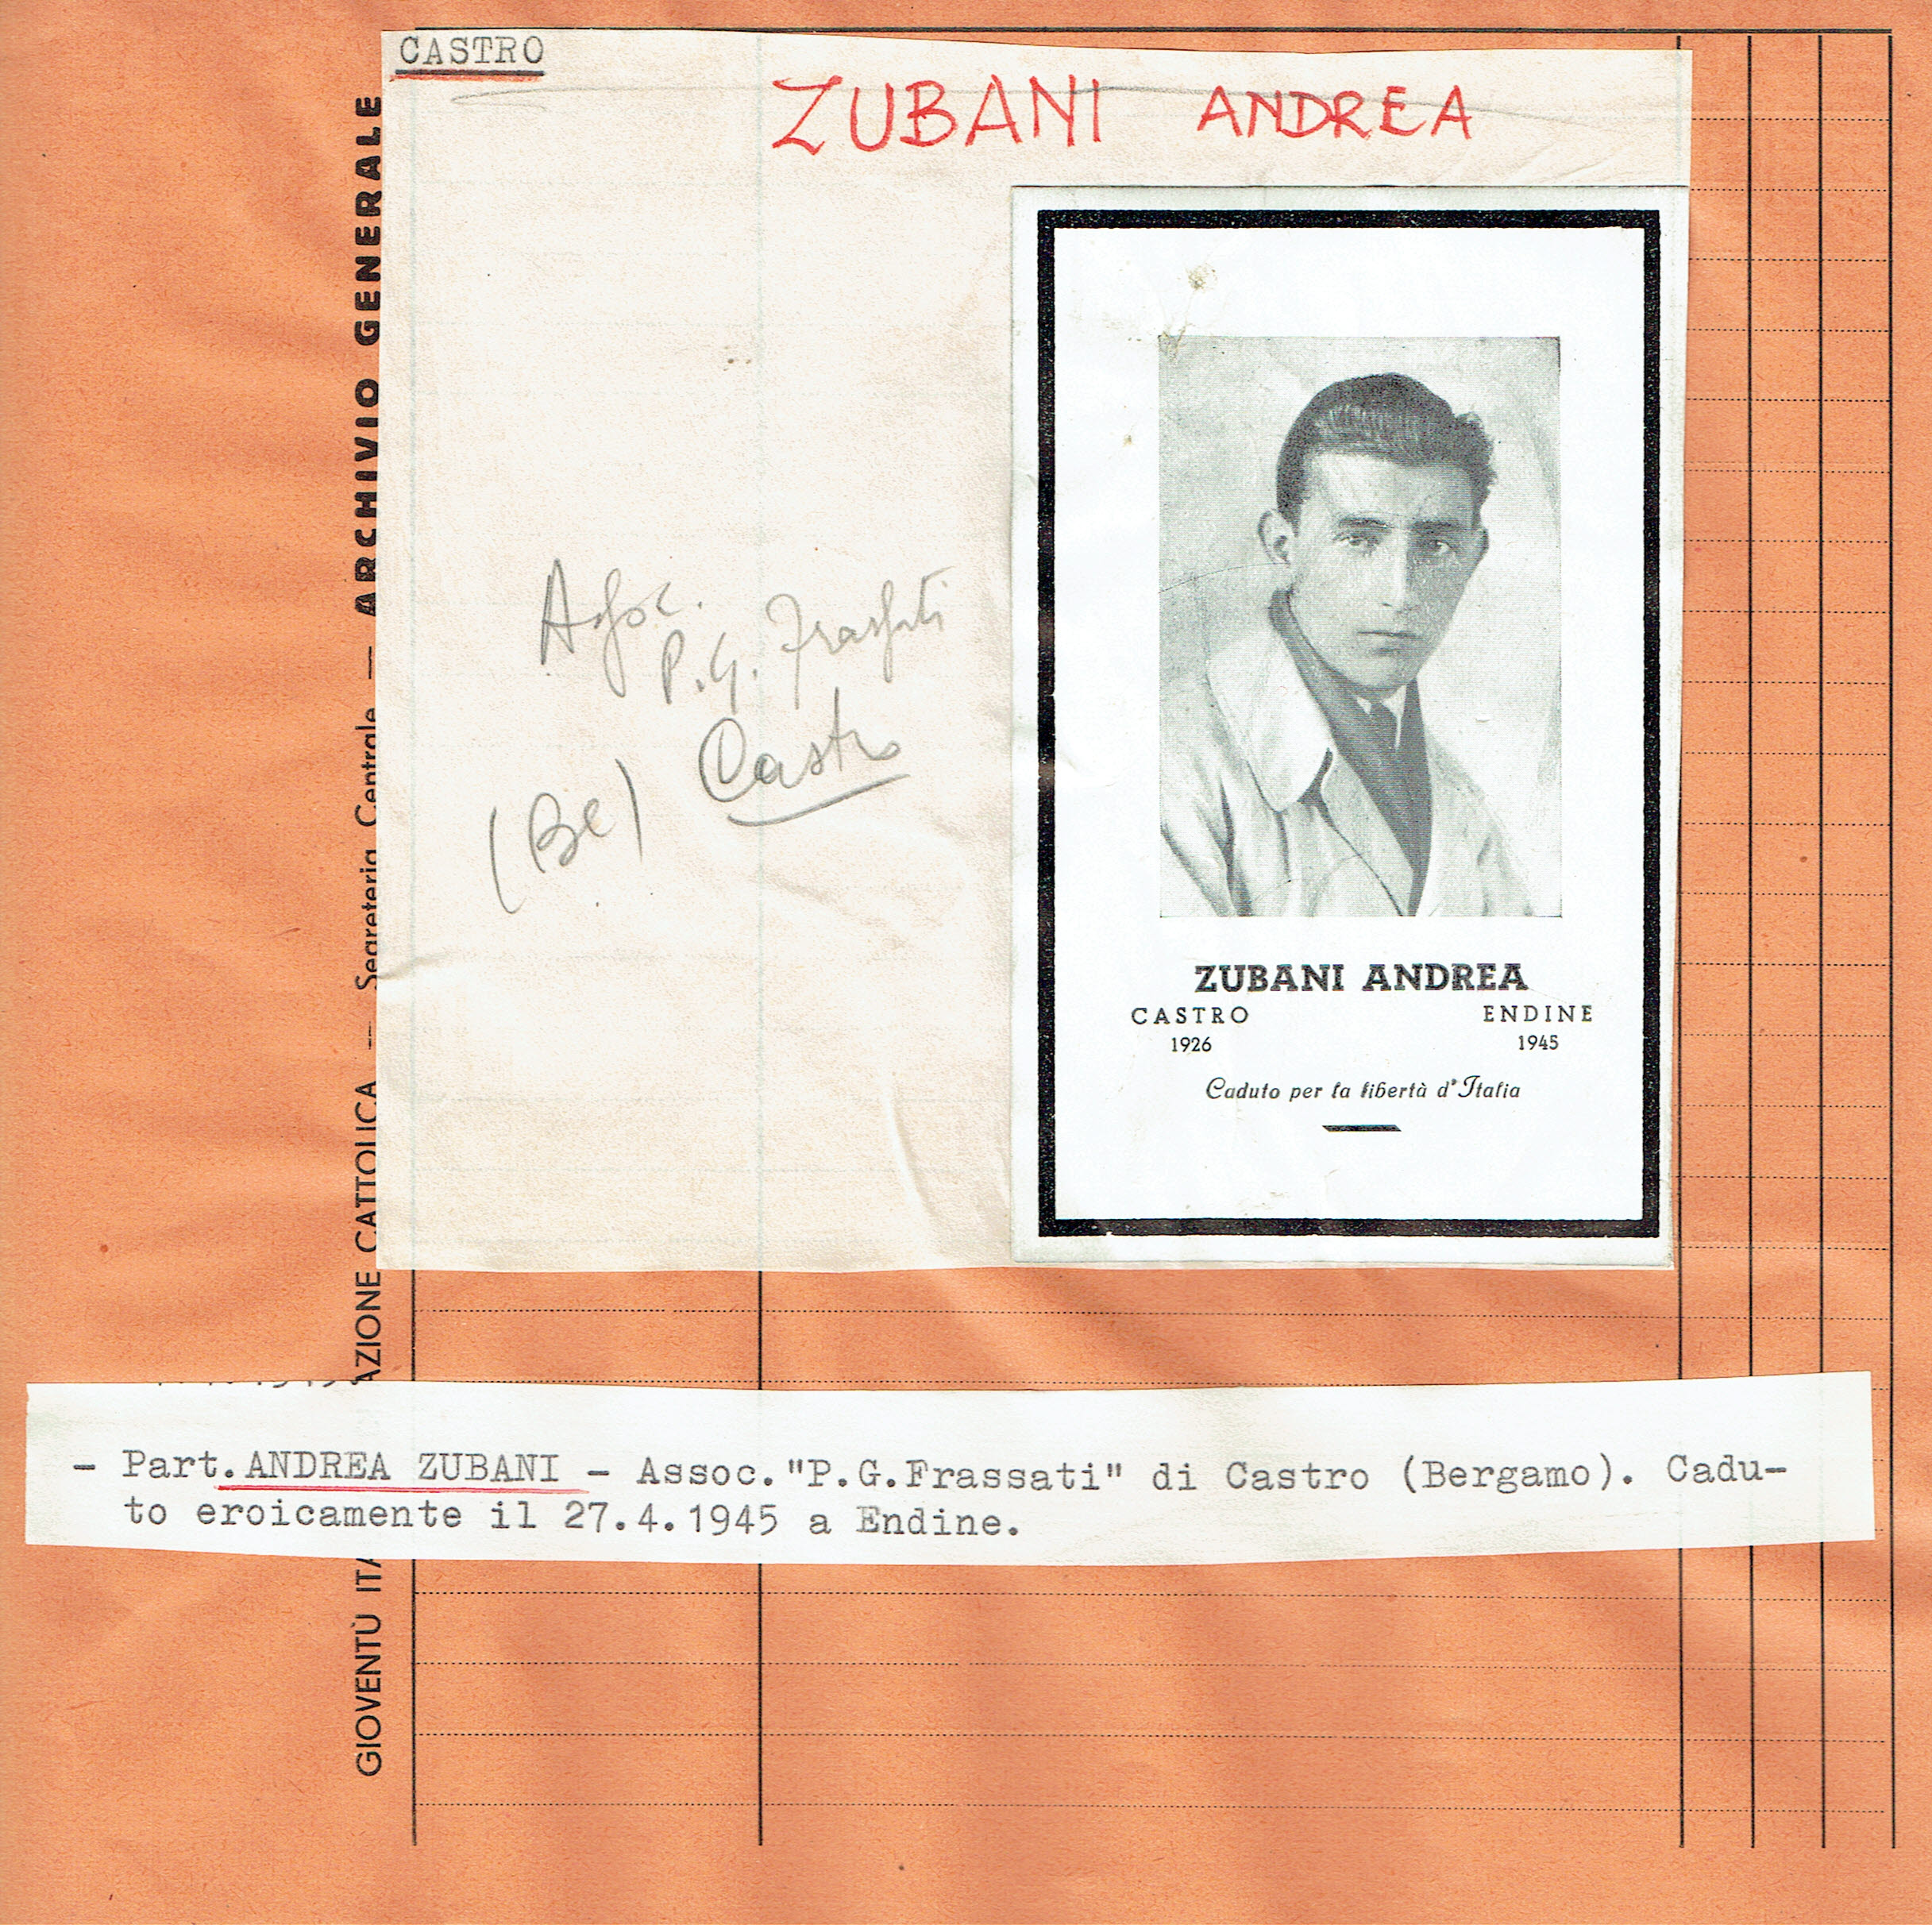 CASTRO
ZUBANI ANDREA
Assoc.
P.G. Frassati
Castro
(BG)
ZUBANI ANDREA
CASTRO ENDINE
1926 1945
Caduto per la libertà d'Italia
- Part. ANDREA ZUBANI - Assoc. "P.G.Frassati" di Castro (Bergamo). Cadu-
to eroicamente il 27.4.1945 a Endine.
GIOVENTÙ ITA AZIONE CATTOLICA - Segreteria Centrale - ARCHIVIO GENERALE